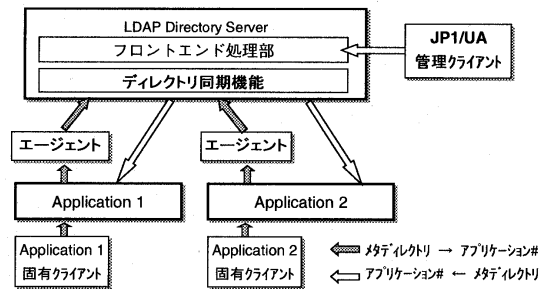 LDAP Directory Server
フロントエンド処理部
ディレクトリ同期機能
JP1/UA
管理クライアント
エージェント
エージェント
Application 1
Application 2
Application 1
固有クライアント
Application 2
固有クライアント
メタディレクトリ → アプリケーション#
アプリケーション# ← メタディレクトリ